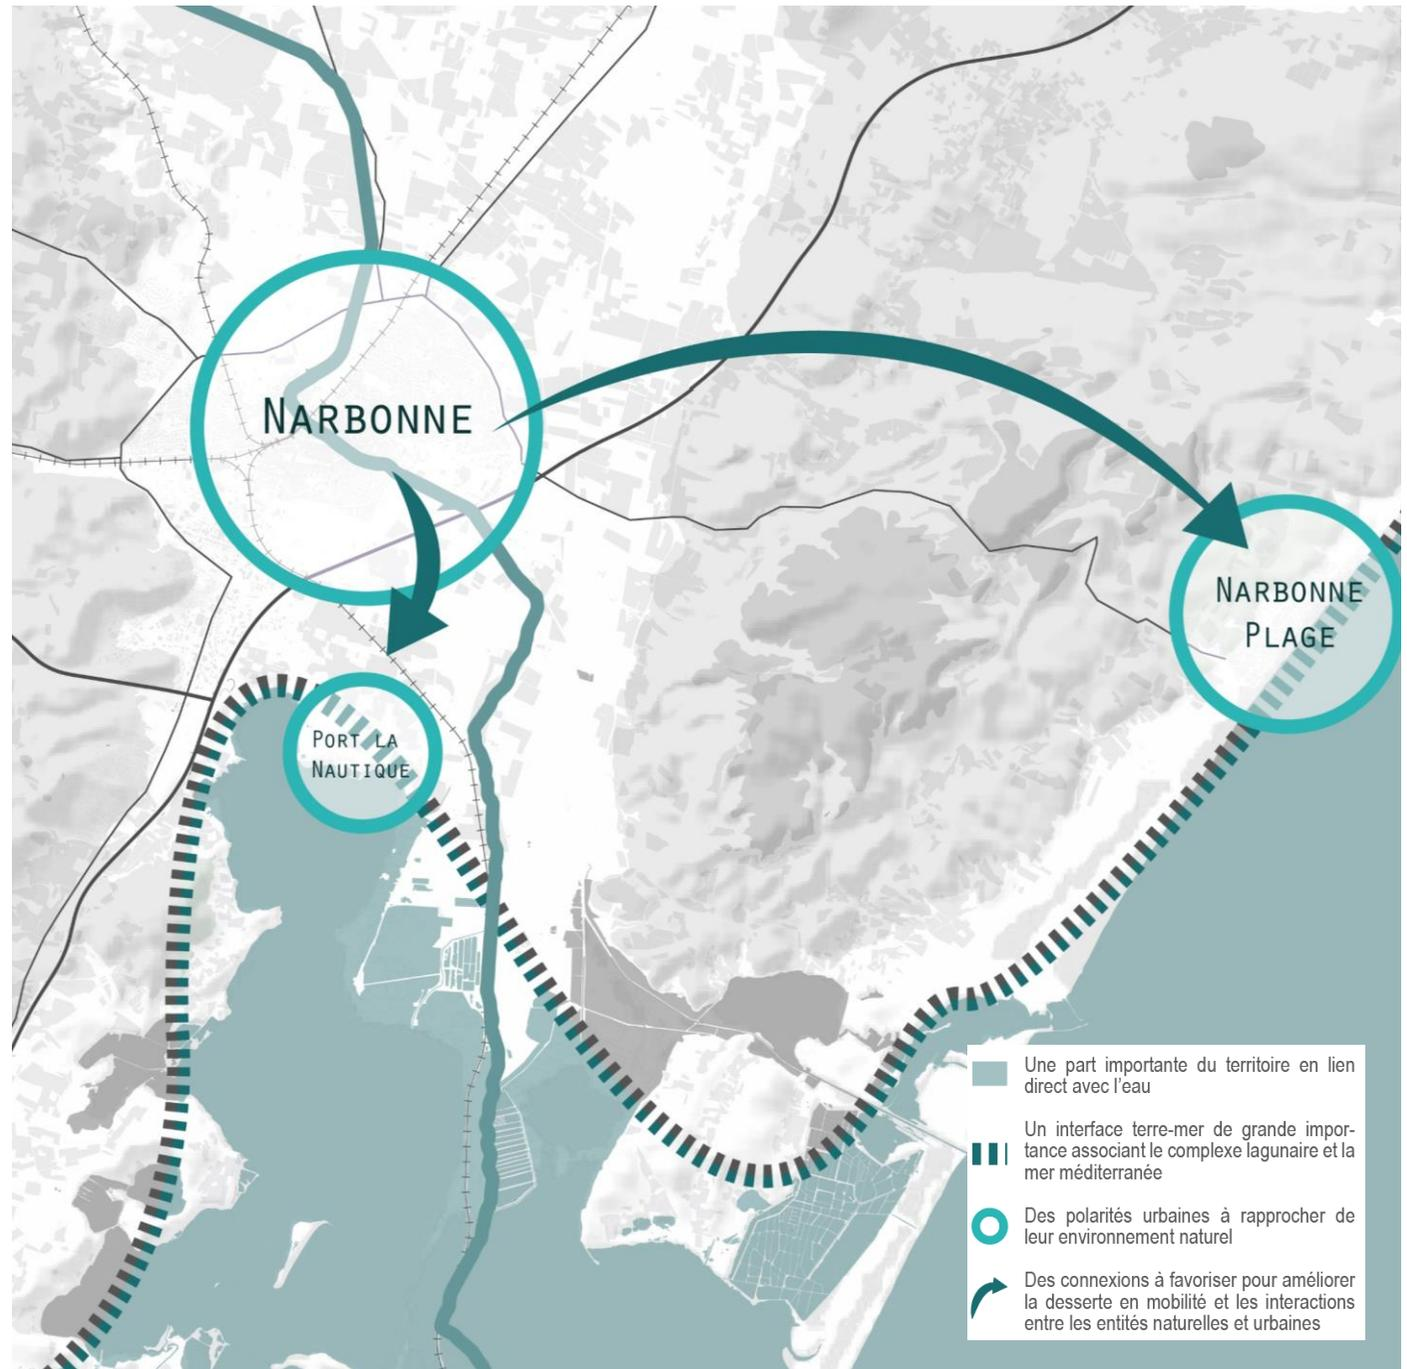 NARBONNE
NARBONNE
PLAGE
PORT LA
NAUTIQUE
Une part importante du territoire en lien
direct avec l'eau
Un interface terre-mer de grande impor-
tance associant le complexe lagunaire et la
mer méditerranée
Des polarités urbaines à rapprocher de
leur environnement naturel
Des connexions à favoriser pour améliorer
la desserte en mobilité et les interactions
entre les entités naturelles et urbaines